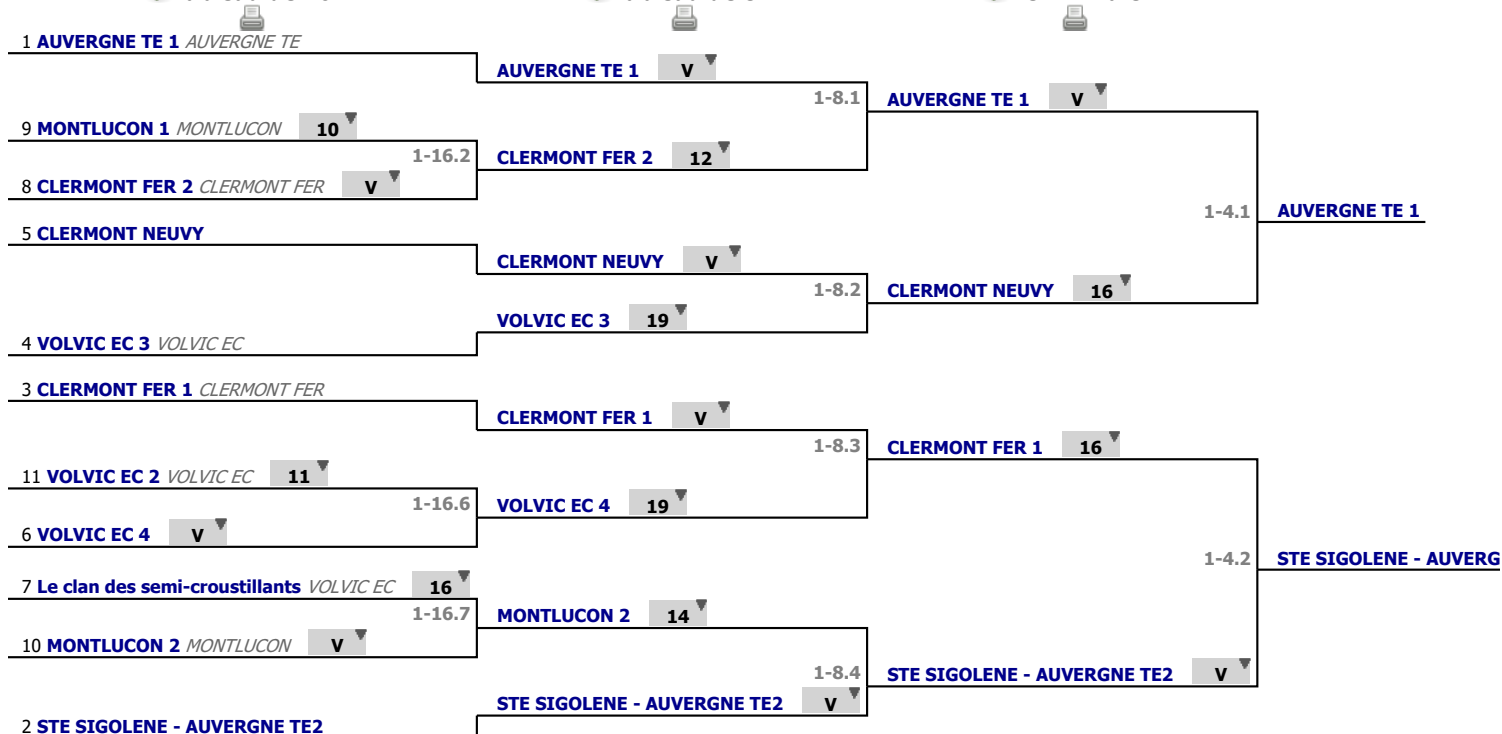 1 AUVERGNE TE 1 AUVERGNE TE
9 MONTLUCON 1 MONTLUCON 10
1-16.2
8 CLERMONT FER 2 CLERMONT FER V
5 CLERMONT NEUVY
4 VOLVIC EC 3 VOLVIC EC
3 CLERMONT FER 1 CLERMONT FER
11 VOLVIC EC 2 VOLVIC EC 11
1-16.6
6 VOLVIC EC 4 V
7 Le clan des semi-croustillants VOLVIC EC 16
1-16.7
10 MONTLUCON 2 MONTLUCON V
2 STE SIGOLENE - AUVERGNE TE2
AUVERGNE TE 1 V
1-8.1
CLERMONT FER 2 12
CLERMONT NEUVY V
1-8.2
VOLVIC EC 3 19
CLERMONT FER 1 V
1-8.3
VOLVIC EC 4 19
MONTLUCON 2 14
1-8.4
STE SIGOLENE - AUVERGNE TE2 V
AUVERGNE TE 1 V
1-4.1
CLERMONT NEUVY 16
CLERMONT FER 1 16
1-4.2
STE SIGOLENE - AUVERGNE TE2 V
AUVERGNE TE 1
STE SIGOLENE - AUVERG